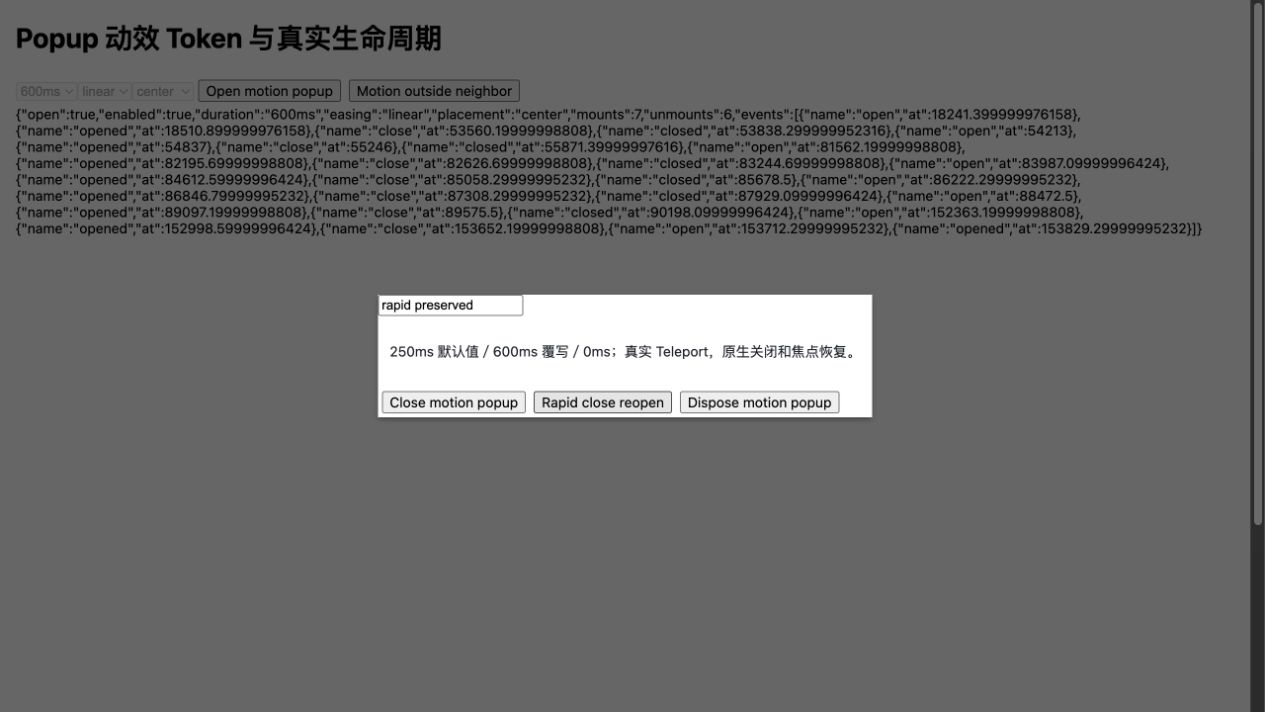 Popup 动效 Token 与真实生命周期
600ms linear center Open motion popup Motion outside neighbor
{"open":true,"enabled":true,"duration":"600ms","easing":"linear","placement":"center","mounts":7,"unmounts":6,"events":[{"name":"open","at":18241.399999976158},
{"name":"opened","at":18510.899999976158},{"name":"close","at":53560.19999998808},{"name":"closed","at":53838.299999952316},{"name":"open","at":54213},
{"name":"opened","at":54837},{"name":"close","at":55246},{"name":"closed","at":55871.39999997616},{"name":"open","at":81562.19999998808},
{"name":"opened","at":82195.69999998808},{"name":"close","at":82626.69999998808},{"name":"closed","at":83244.69999998808},{"name":"open","at":83987.09999996424},
{"name":"opened","at":84612.59999996424},{"name":"close","at":85058.29999995232},{"name":"closed","at":85678.5},{"name":"open","at":86222.29999995232},
{"name":"opened","at":86846.79999995232},{"name":"close","at":87308.29999995232},{"name":"closed","at":87929.09999996424},{"name":"open","at":88472.5},
{"name":"opened","at":89097.19999998808},{"name":"close","at":89575.5},{"name":"closed","at":90198.09999996424},{"name":"open","at":152363.19999998808},
{"name":"opened","at":152998.59999996424},{"name":"close","at":153652.19999998808},{"name":"open","at":153712.29999995232},{"name":"opened","at":153829.29999995232}]}
rapid preserved
250ms 默认值 / 600ms 覆写 / 0ms；真实 Teleport，原生关闭和焦点恢复。
Close motion popup Rapid close reopen Dispose motion popup